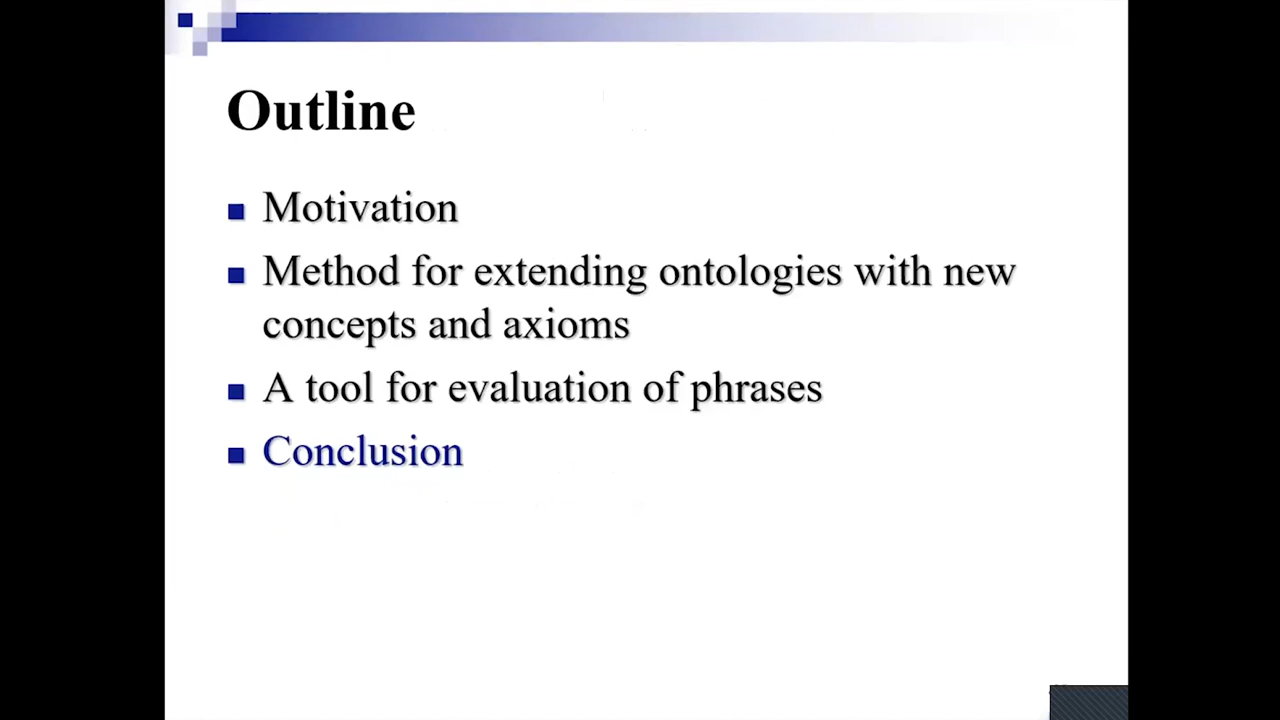 Outline
Motivation
Method for extending ontologies with new
concepts and axioms
A tool for evaluation of phrases
Conclusion